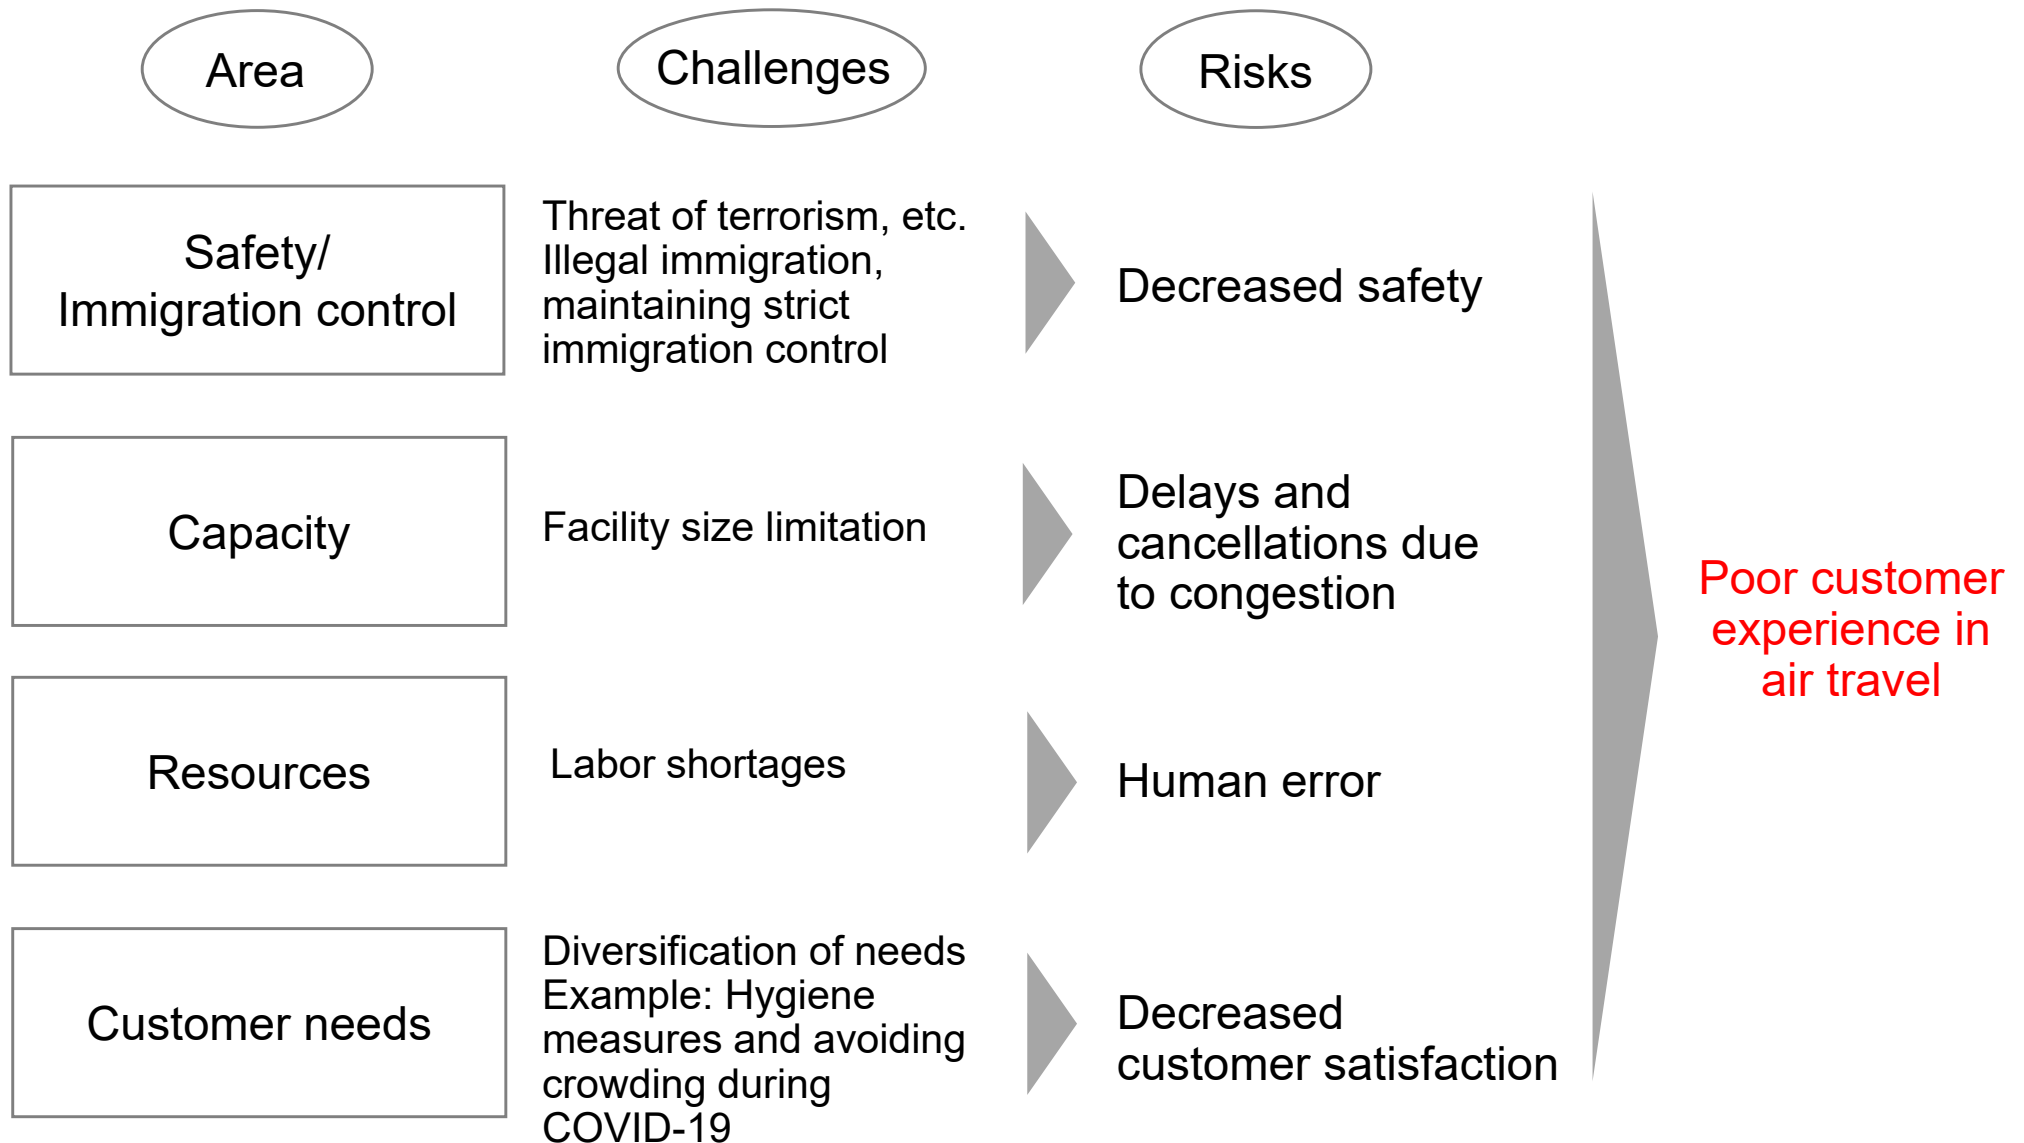 Area
Challenges
Risks
Safety/
Immigration control
Threat of terrorism, etc.
Illegal immigration,
maintaining strict
immigration control
Decreased safety
Capacity
Facility size limitation
Delays and
cancellations due
to congestion
Resources
Labor shortages
Human error
Customer needs
Diversification of needs
Example: Hygiene
measures and avoiding
crowding during
COVID-19
Decreased
customer satisfaction
Poor customer
experience in
air travel